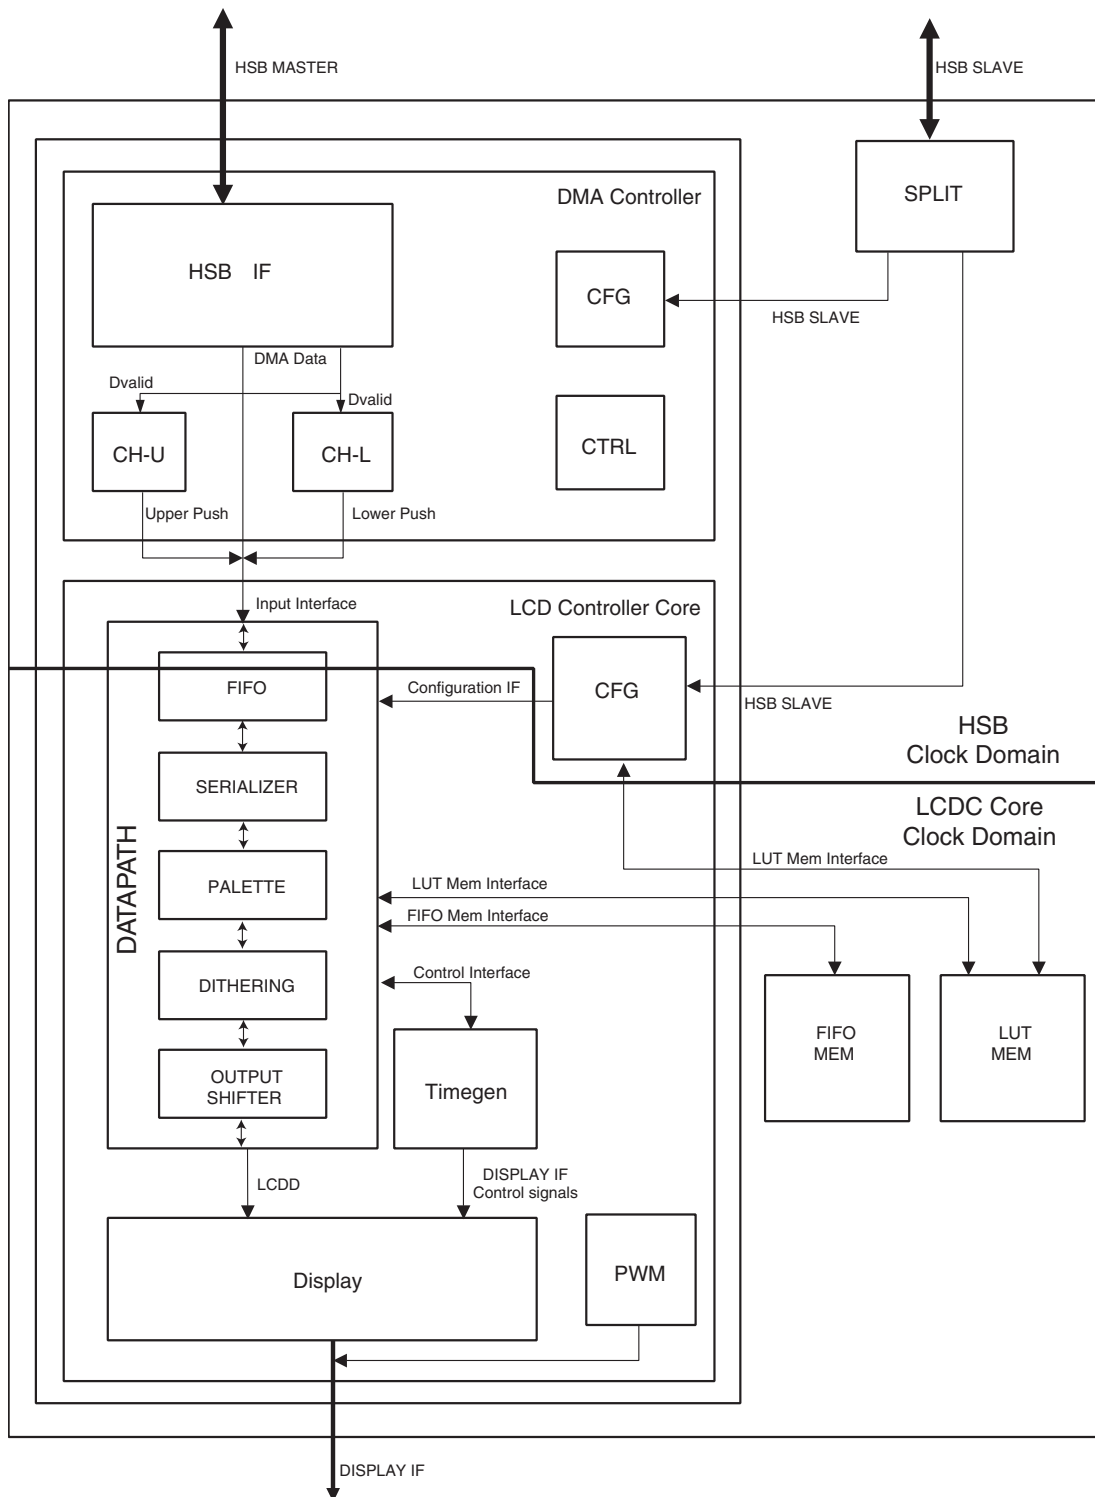 HSB MASTER
HSB SLAVE
DMA Controller
SPLIT
HSB IF
CFG
HSB SLAVE
DMA Data
Dvalid
Dvalid
CH-U
CH-L
CTRL
Upper Push
Lower Push
Input Interface
LCD Controller Core
FIFO
Configuration IF
CFG
HSB SLAVE
HSB
Clock Domain
SERIALIZER
LCDC Core
Clock Domain
DATAPATH
LUT Mem Interface
PALETTE
LUT Mem Interface
FIFO Mem Interface
DITHERING
Control Interface
FIFO
MEM
LUT
MEM
OUTPUT
SHIFTER
Timegen
LCDD
DISPLAY IF
Control signals
Display
PWM
DISPLAY IF